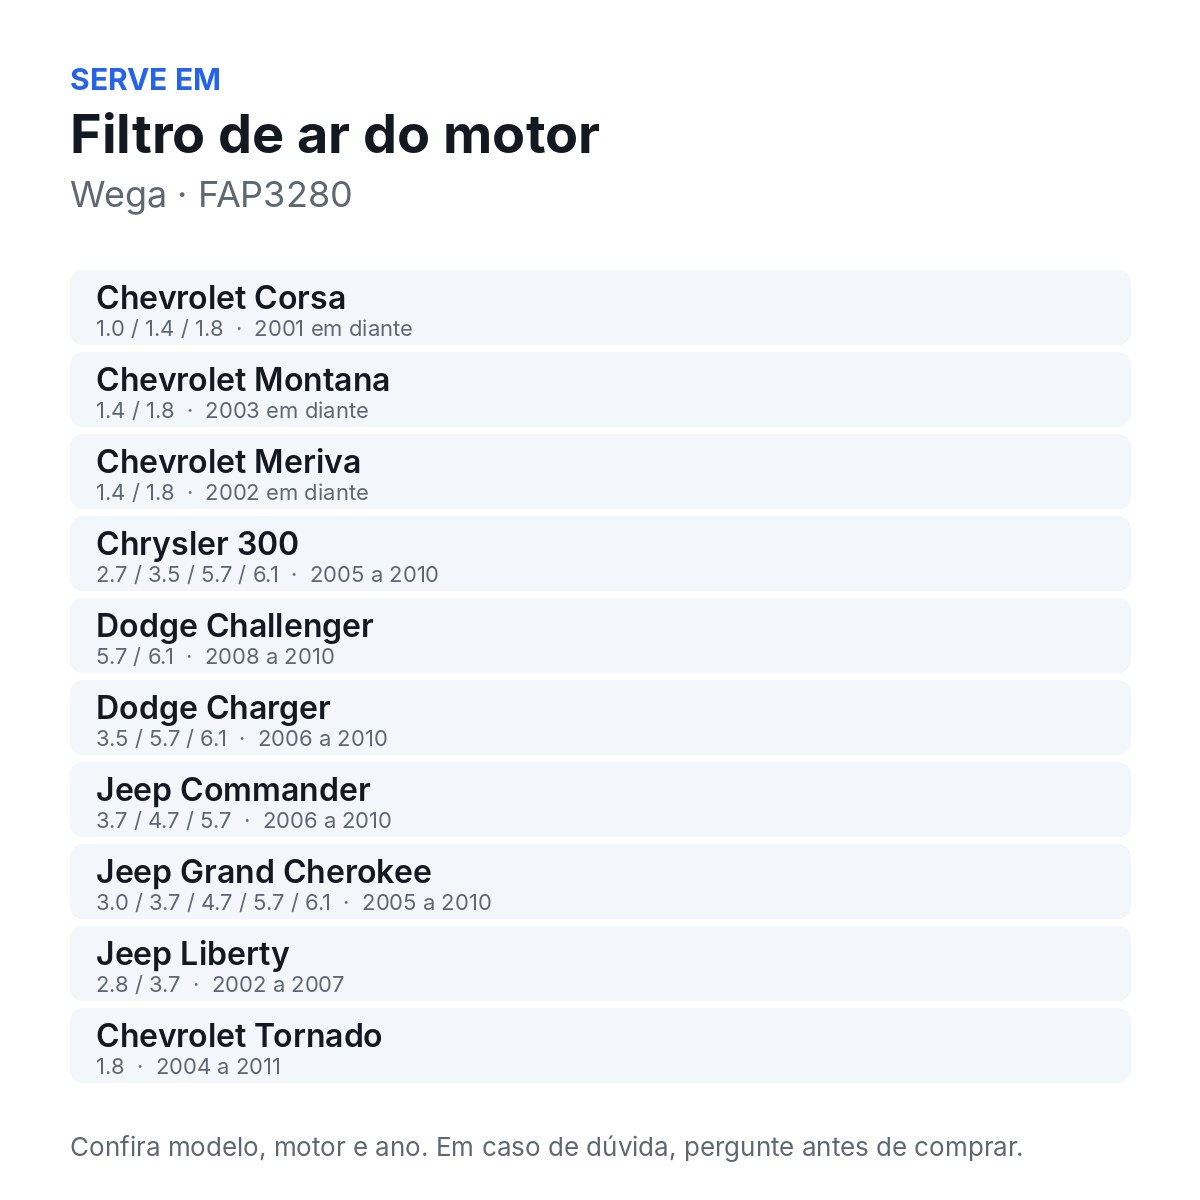 SERVE EM
Filtro de ar do motor
Wega · FAP3280
Chevrolet Corsa
1.0 / 1.4 / 1.8 · 2001 em diante
Chevrolet Montana
1.4 / 1.8 · 2003 em diante
Chevrolet Meriva
1.4 / 1.8 · 2002 em diante
Chrysler 300
2.7 / 3.5 / 5.7 / 6.1 · 2005 a 2010
Dodge Challenger
5.7 / 6.1 · 2008 a 2010
Dodge Charger
3.5 / 5.7 / 6.1 · 2006 a 2010
Jeep Commander
3.7 / 4.7 / 5.7 · 2006 a 2010
Jeep Grand Cherokee
3.0 / 3.7 / 4.7 / 5.7 / 6.1 · 2005 a 2010
Jeep Liberty
2.8 / 3.7 · 2002 a 2007
Chevrolet Tornado
1.8 · 2004 a 2011
Confira modelo, motor e ano. Em caso de dúvida, pergunte antes de comprar.